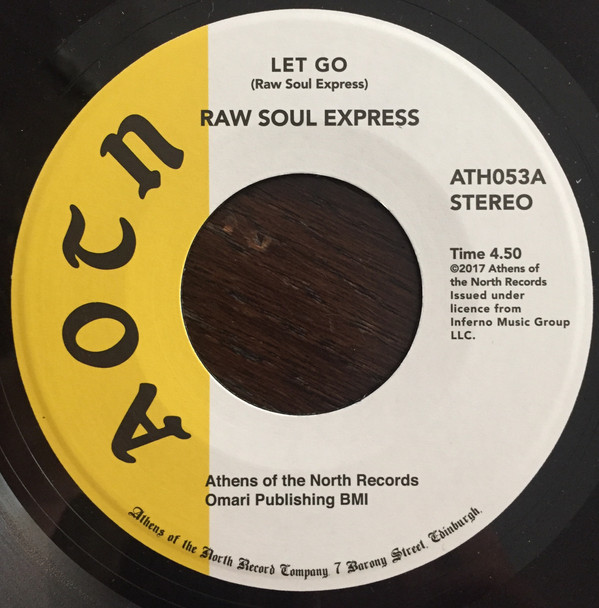 LET GO
(Raw Soul Express)
RAW SOUL EXPRESS
AOTN
ATH053A
STEREO
Time 4.50
©2017 Athens of
the North Records
Issued under
licence from
Inferno Music Group
LLC.
Athens of the North Records
Omari Publishing BMI
Athens of the North Record Company, 7 Barony Street, Edinburgh.